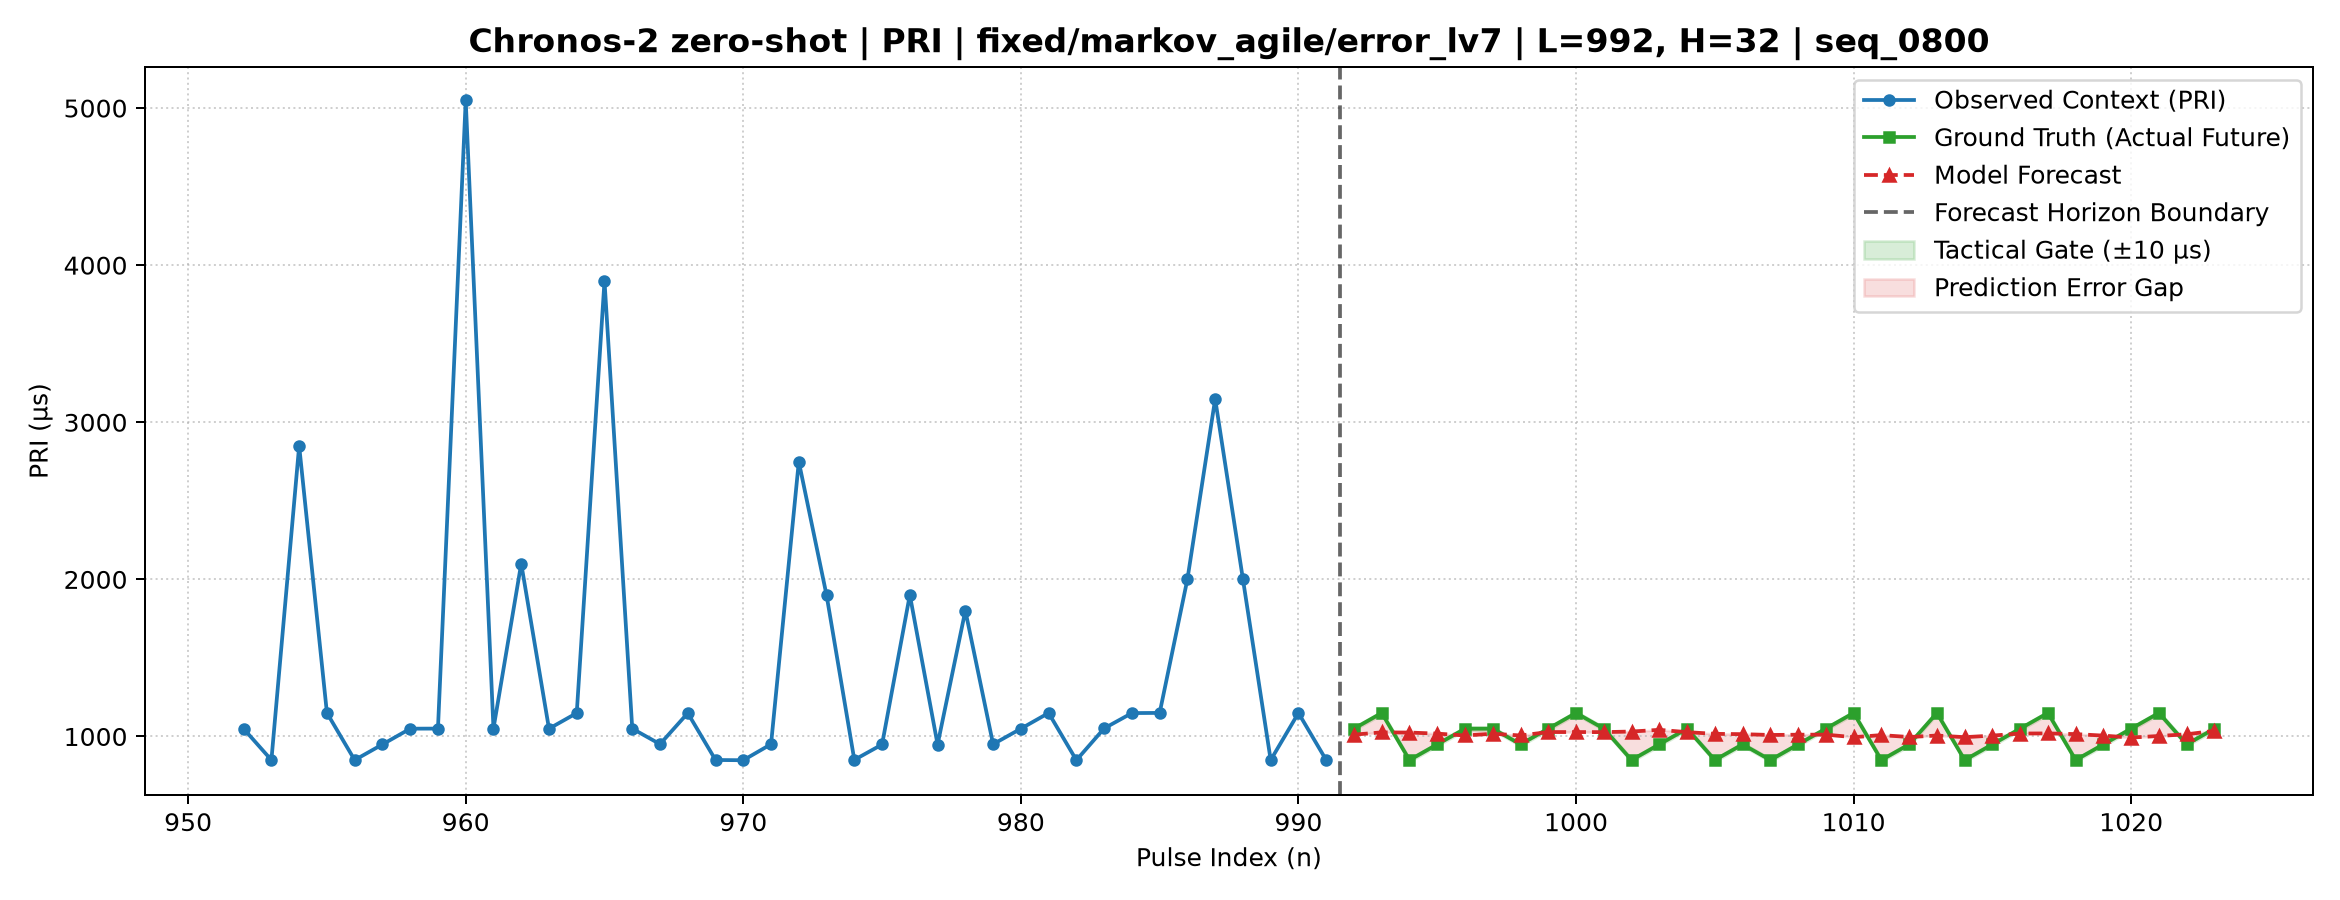 Chronos-2 zero-shot | PRI | fixed/markov_agile/error_lv7 | L=992, H=32 | seq_0800
Observed Context (PRI)
Ground Truth (Actual Future)
Model Forecast
Forecast Horizon Boundary
Tactical Gate (±10 µs)
Prediction Error Gap
PRI (µs)
5000
4000
3000
2000
1000
950 960 970 980 990 1000 1010 1020
Pulse Index (n)